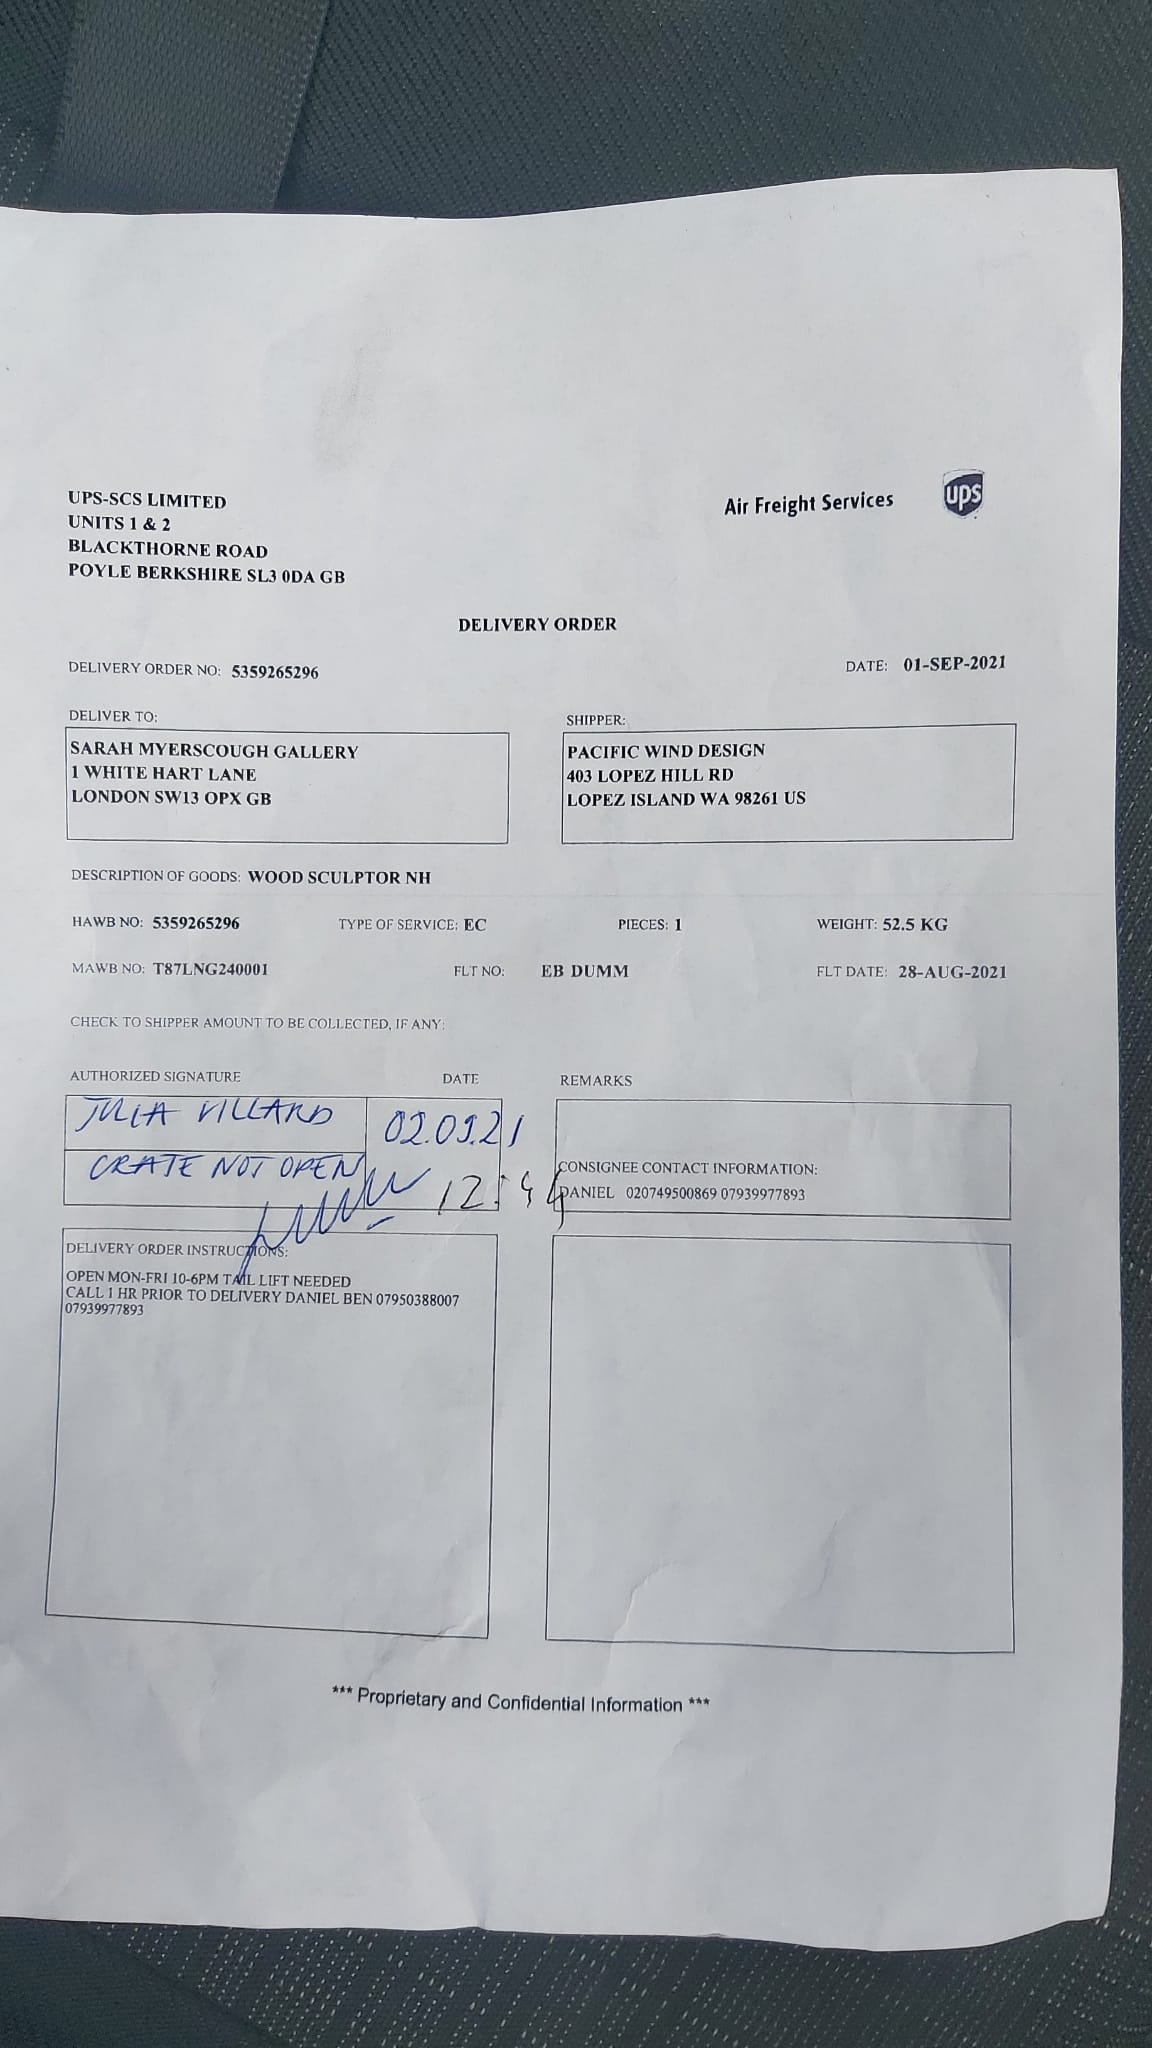 UPS-SCS LIMITED
UNITS 1 & 2
BLACKTHORNE ROAD
POYLE BERKSHIRE SL3 0DA GB
Air Freight Services
ups
DELIVERY ORDER
DELIVERY ORDER NO: 5359265296
DATE: 01-SEP-2021
DELIVER TO:
SARAH MYERSCOUGH GALLERY
1 WHITE HART LANE
LONDON SW13 OPX GB
SHIPPER:
PACIFIC WIND DESIGN
403 LOPEZ HILL RD
LOPEZ ISLAND WA 98261 US
DESCRIPTION OF GOODS: WOOD SCULPTOR NH
HAWB NO: 5359265296 TYPE OF SERVICE: EC PIECES: 1 WEIGHT: 52.5 KG
MAWB NO: T87LNG240001 FLT NO: EB DUMM FLT DATE: 28-AUG-2021
CHECK TO SHIPPER AMOUNT TO BE COLLECTED, IF ANY:
AUTHORIZED SIGNATURE DATE
JULIA VILLARD 02.09.21
CRATE NOT OPEN
12:44
REMARKS
CONSIGNEE CONTACT INFORMATION:
DANIEL 020749500869 07939977893
DELIVERY ORDER INSTRUCTIONS:
OPEN MON-FRI 10-6PM TAIL LIFT NEEDED
CALL 1 HR PRIOR TO DELIVERY DANIEL BEN 07950388007
07939977893
*** Proprietary and Confidential Information ***